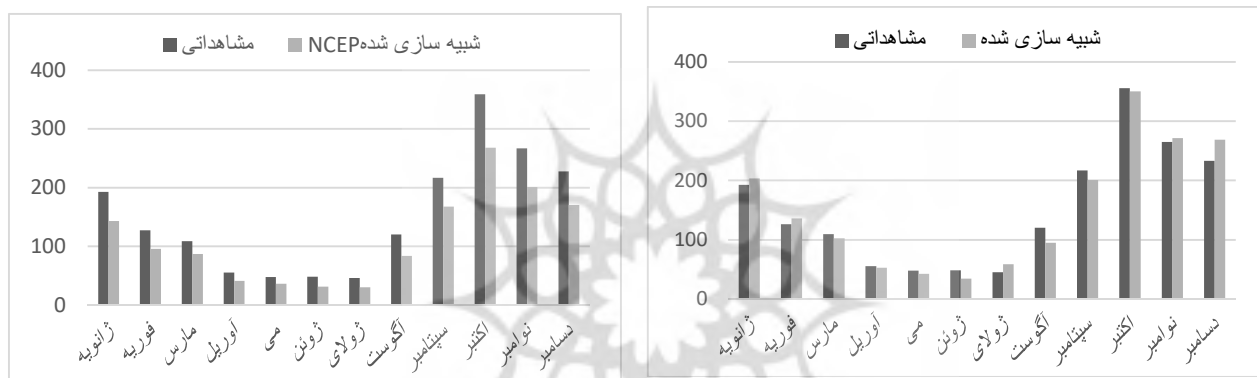 مشاهداتی شبیه سازی شدهNCEP
400
300
200
100
0
ژانویه فوریه مارس آوریل می ژوئن ژولای آگوست سپتامبر اکتبر نوامبر دسامبر
مشاهداتی شبیه سازی شده
400
300
200
100
0
ژانویه فوریه مارس آوریل می ژوئن ژولای آگوست سپتامبر اکتبر نوامبر دسامبر